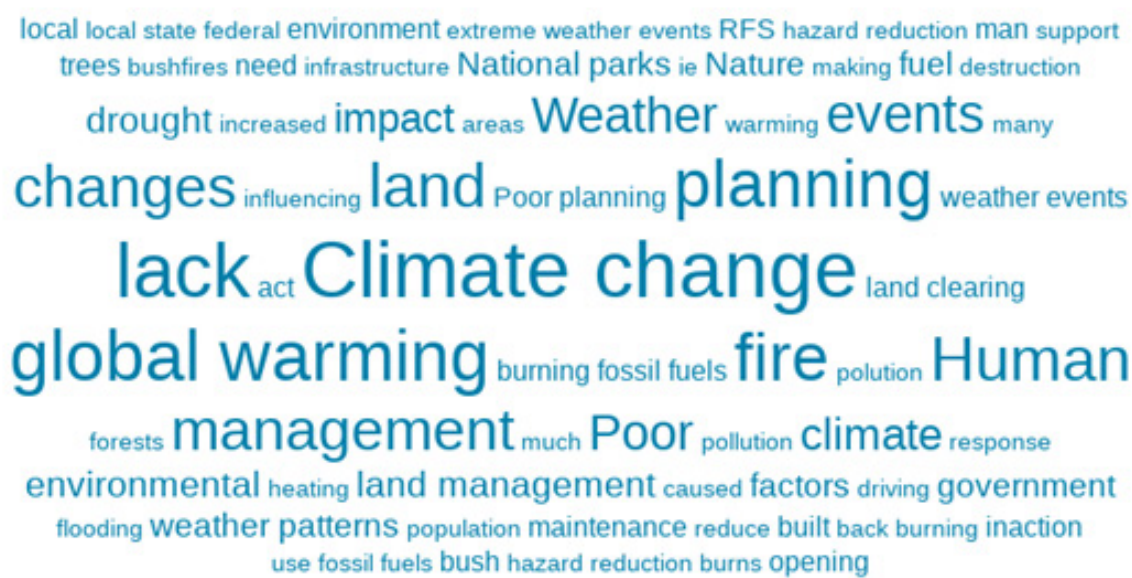 local local state federal environment extreme weather events RFS hazard reduction man support
trees bushfires need infrastructure National parks ie Nature making fuel destruction
drought increased impact areas Weather warming events many
changes influencing land Poor planning planning weather events
lack act Climate change land clearing
global warming burning fossil fuels fire polution Human
forests management much Poor pollution climate response
environmental heating land management caused factors driving government
flooding weather patterns population maintenance reduce built back burning inaction
use fossil fuels bush hazard reduction burns opening